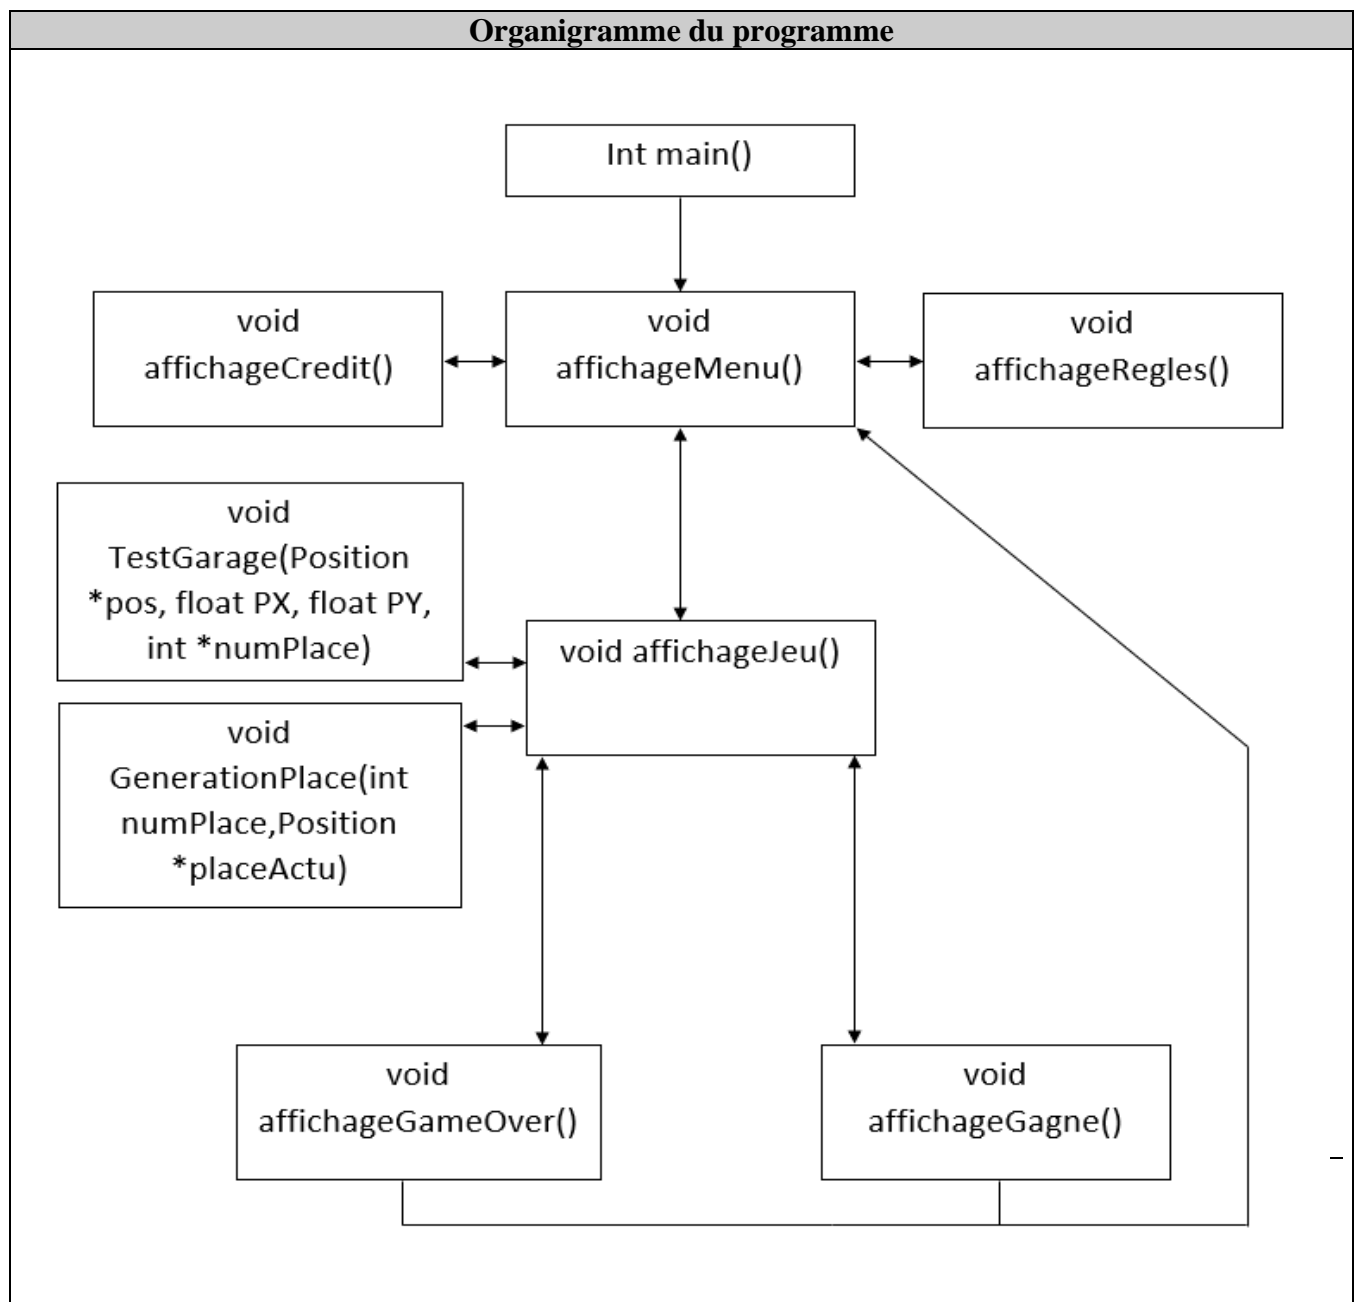 Organigramme du programme
Int main()
void
affichageCredit()
void
affichageMenu()
void
affichageRegles()
void
TestGarage(Position
*pos, float PX, float PY,
int *numPlace)
void affichageJeu()
void
GenerationPlace(int
numPlace,Position
*placeActu)
void
affichageGameOver()
void
affichageGagne()